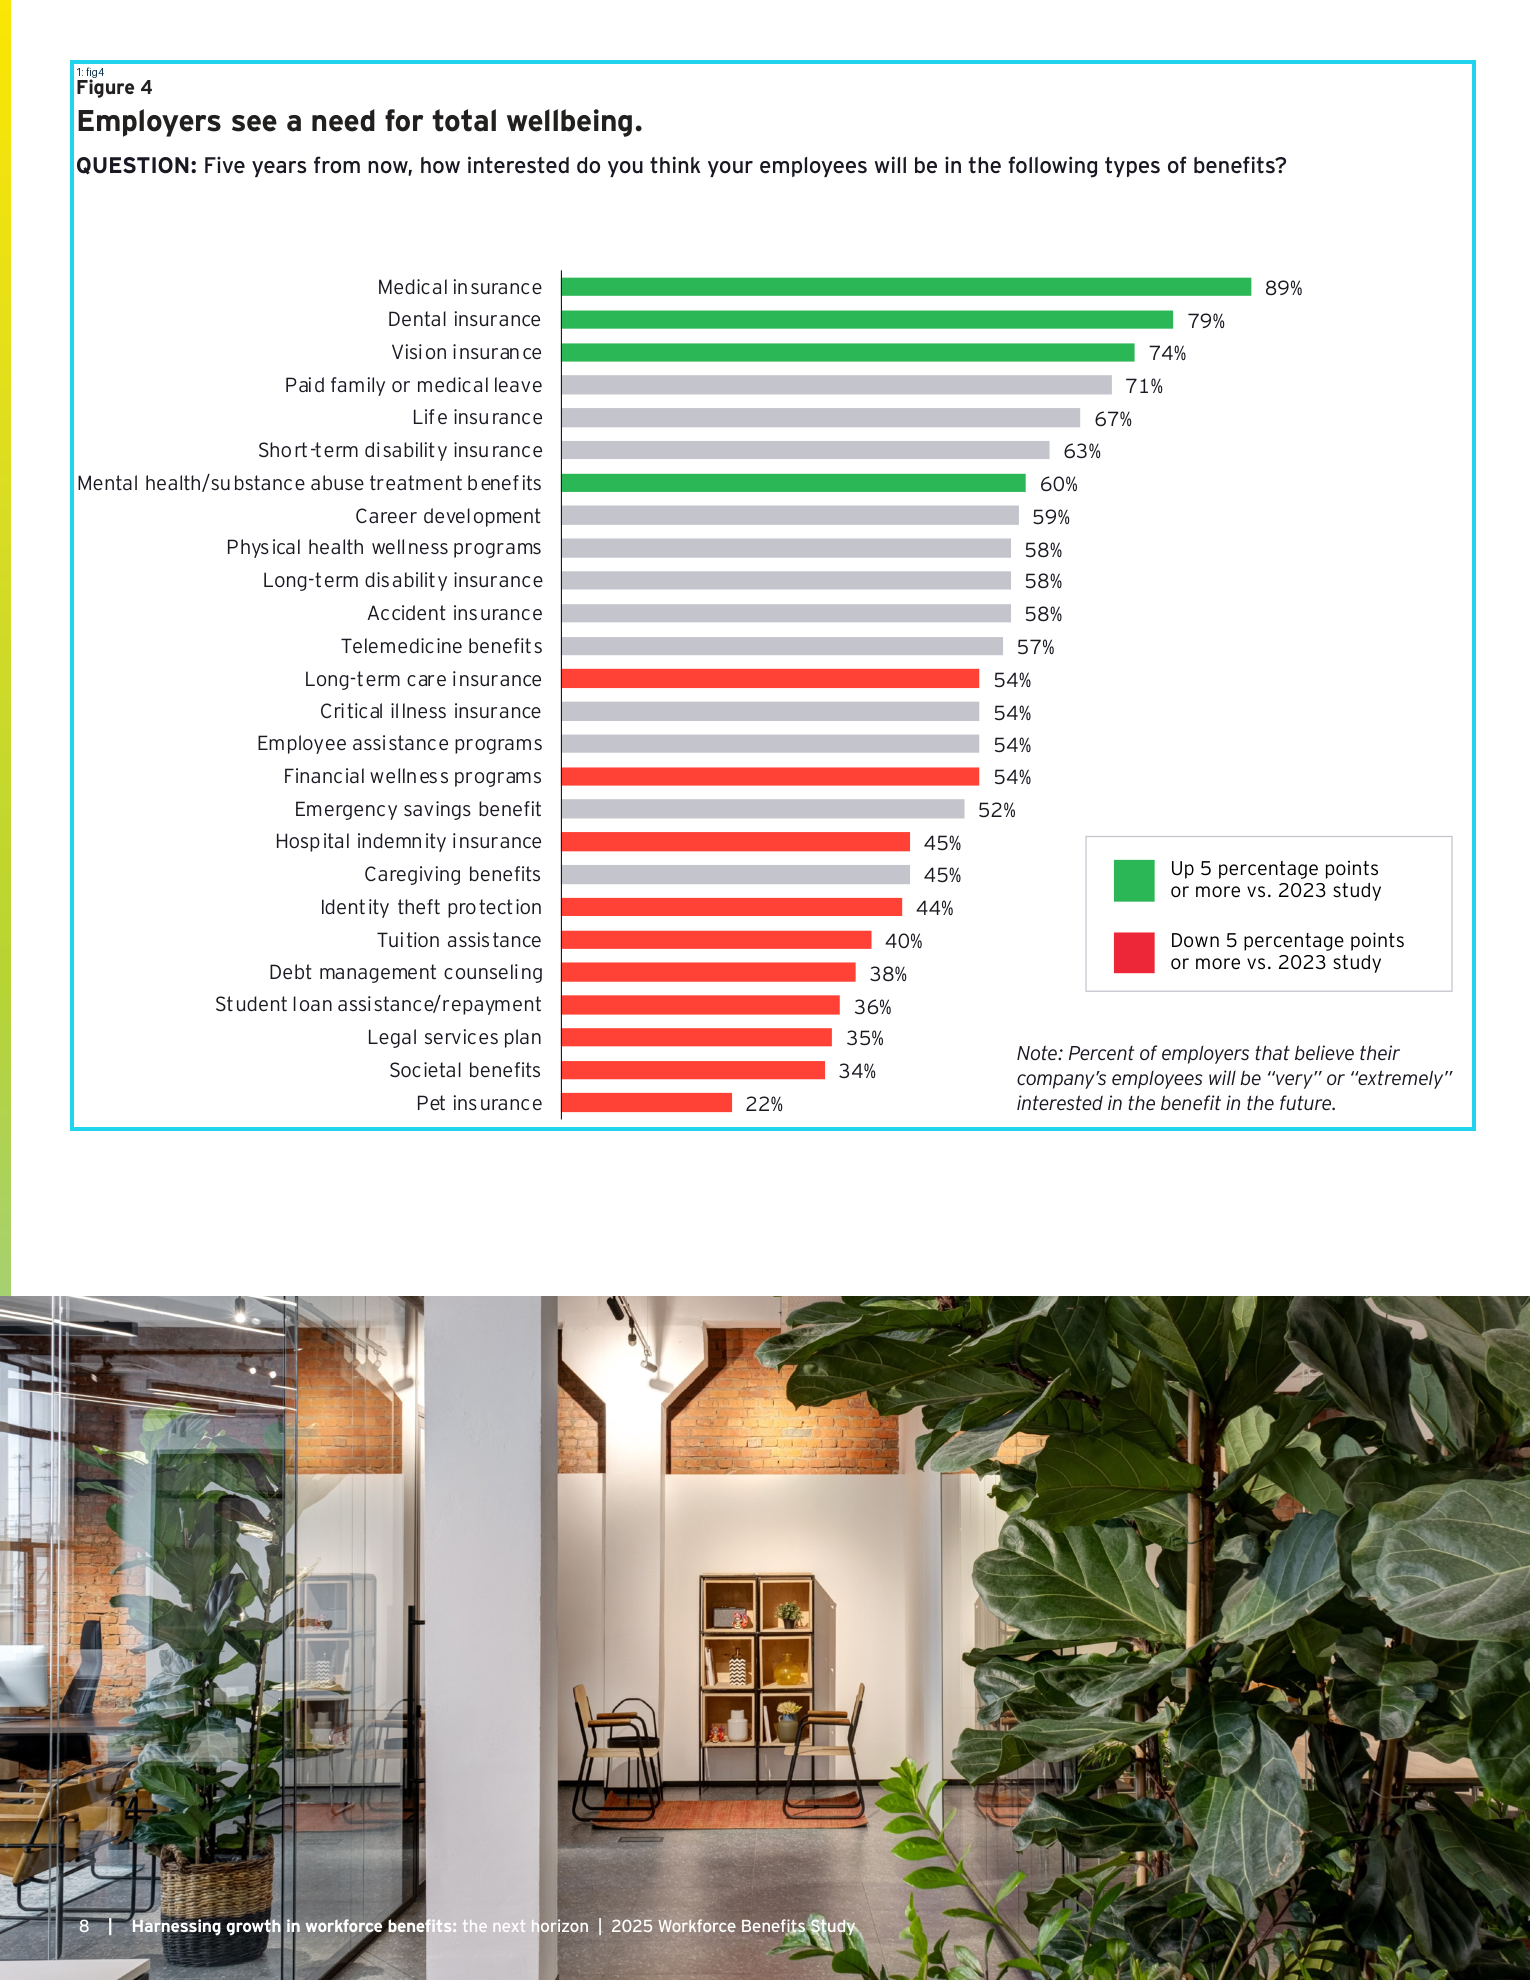 1: fig4
Figure 4
Employers see a need for total wellbeing.
QUESTION: Five years from now, how interested do you think your employees will be in the following types of benefits?
Medical insurance 89%
Dental insurance 79%
Vision insurance 74%
Paid family or medical leave 71%
Life insurance 67%
Short-term disability insurance 63%
Mental health/substance abuse treatment benefits 60%
Career development 59%
Physical health wellness programs 58%
Long-term disability insurance 58%
Accident insurance 58%
Telemedicine benefits 57%
Long-term care insurance 54%
Critical illness insurance 54%
Employee assistance programs 54%
Financial wellness programs 54%
Emergency savings benefit 52%
Hospital indemnity insurance 45%
Caregiving benefits 45%
Identity theft protection 44%
Tuition assistance 40%
Debt management counseling 38%
Student loan assistance/repayment 36%
Legal services plan 35%
Societal benefits 34%
Pet insurance 22%
Up 5 percentage points
or more vs. 2023 study
Down 5 percentage points
or more vs. 2023 study
Note: Percent of employers that believe their
company's employees will be “very” or “extremely”
interested in the benefit in the future.
8 | Harnessing growth in workforce benefits: the next horizon | 2025 Workforce Benefits Study